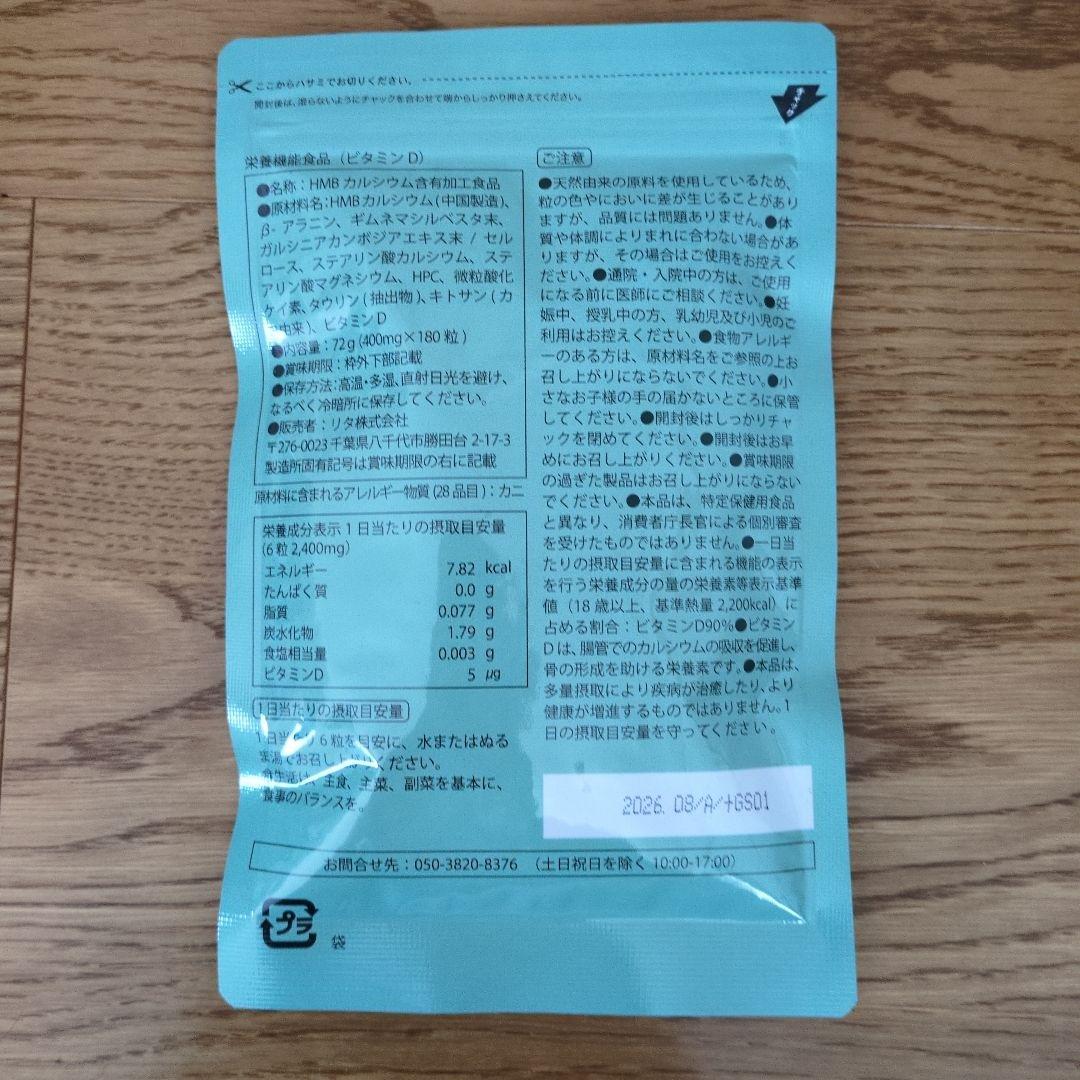 ここからハサミでお切りください。
開封後は、湿らないようにチャックを合わせて端からしっかり押さえてください。
栄養機能食品（ビタミンD）
●名称：HMBカルシウム含有加工食品
●原材料名：HMBカルシウム(中国製造)、
β-アラニン、ギムネマシルベスタ末、
ガルシニアカンボジアエキス末 / セル
ロース、ステアリン酸カルシウム、ステ
アリン酸マグネシウム、HPC、微粒酸化
ケイ素、タウリン(抽出物)、キトサン(カ
由来)、ビタミンD
●内容量：72g (400mg×180粒)
●賞味期限：枠外下部記載
●保存方法：高温・多湿、直射日光を避け、
なるべく冷暗所に保存してください。
●販売者：リタ株式会社
〒276-0023 千葉県八千代市勝田台 2-17-3
製造所固有記号は賞味期限の右に記載
原材料に含まれるアレルギー物質(28品目)：カニ
栄養成分表示 1日当たりの摂取目安量
(6粒 2,400mg)
エネルギー 7.82 kcal
たんぱく質 0.0 g
脂質 0.077 g
炭水化物 1.79 g
食塩相当量 0.003 g
ビタミンD 5 μg
1日当たりの摂取目安量
1日当たり6粒を目安に、水またはぬる
ま湯でお召し上がりください。
食生活は、主食、主菜、副菜を基本に、
食事のバランスを。
ご注意
●天然由来の原料を使用しているため、
粒の色やにおいに差が生じることがあり
ますが、品質には問題ありません。●体
質や体調によりまれに合わない場合があ
りますが、その場合はご使用をお控えく
ださい。●通院・入院中の方は、ご使用
になる前に医師にご相談ください。●妊
娠中、授乳中の方、乳幼児及び小児のご
利用はお控えください。●食物アレルギ
ーのある方は、原材料名をご参照の上お
召し上がりにならないでください。●小
さなお子様の手の届かないところに保管
してください。●開封後はしっかりチャ
ックを閉めてください。●開封後はお早
めにお召し上がりください。●賞味期限
の過ぎた製品はお召し上がりにならない
でください。●本品は、特定保健用食品
と異なり、消費者庁長官による個別審査
を受けたものではありません。●一日当
たりの摂取目安量に含まれる機能の表示
を行う栄養成分の量の栄養素等表示基準
値（18歳以上、基準熱量2,200kcal）に
占める割合：ビタミンD90%●ビタミン
Dは、腸管でのカルシウムの吸収を促進し、
骨の形成を助ける栄養素です。●本品は、
多量摂取により疾病が治癒したり、より
健康が増進するものではありません。1
日の摂取目安量を守ってください。
2026. 08/A/+GS01
お問合せ先：050-3820-8376 （土日祝日を除く 10:00-17:00）
プラ
袋